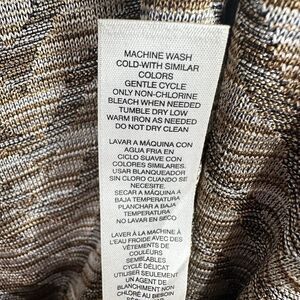 MACHINE WASH
COLD-WITH SIMILAR
COLORS
GENTLE CYCLE
ONLY NON-CHLORINE
BLEACH WHEN NEEDED
TUMBLE DRY LOW
WARM IRON AS NEEDED
DO NOT DRY CLEAN
LAVAR A MÁQUINA CON
AGUA FRIA EN
CICLO SUAVE CON
COLORES SIMILARES.
USAR BLANQUEADOR
SIN CLORO CUANDO SE
NECESITE.
SECAR A MÁQUINA A
BAJA TEMPERATURA
PLANCHAR A BAJA
TEMPERATURA
NO LAVAR EN SECO
LAVER À LA MACHINE À
L'EAU FROIDE AVEC DES
VÊTEMENTS DE
COULEURS
SEMBLABLES
CYCLE DÉLICAT
UTILISER SEULEMENT
UN AGENT DE
BLANCHIMENT NON
CHLORÉ AU BESOIN